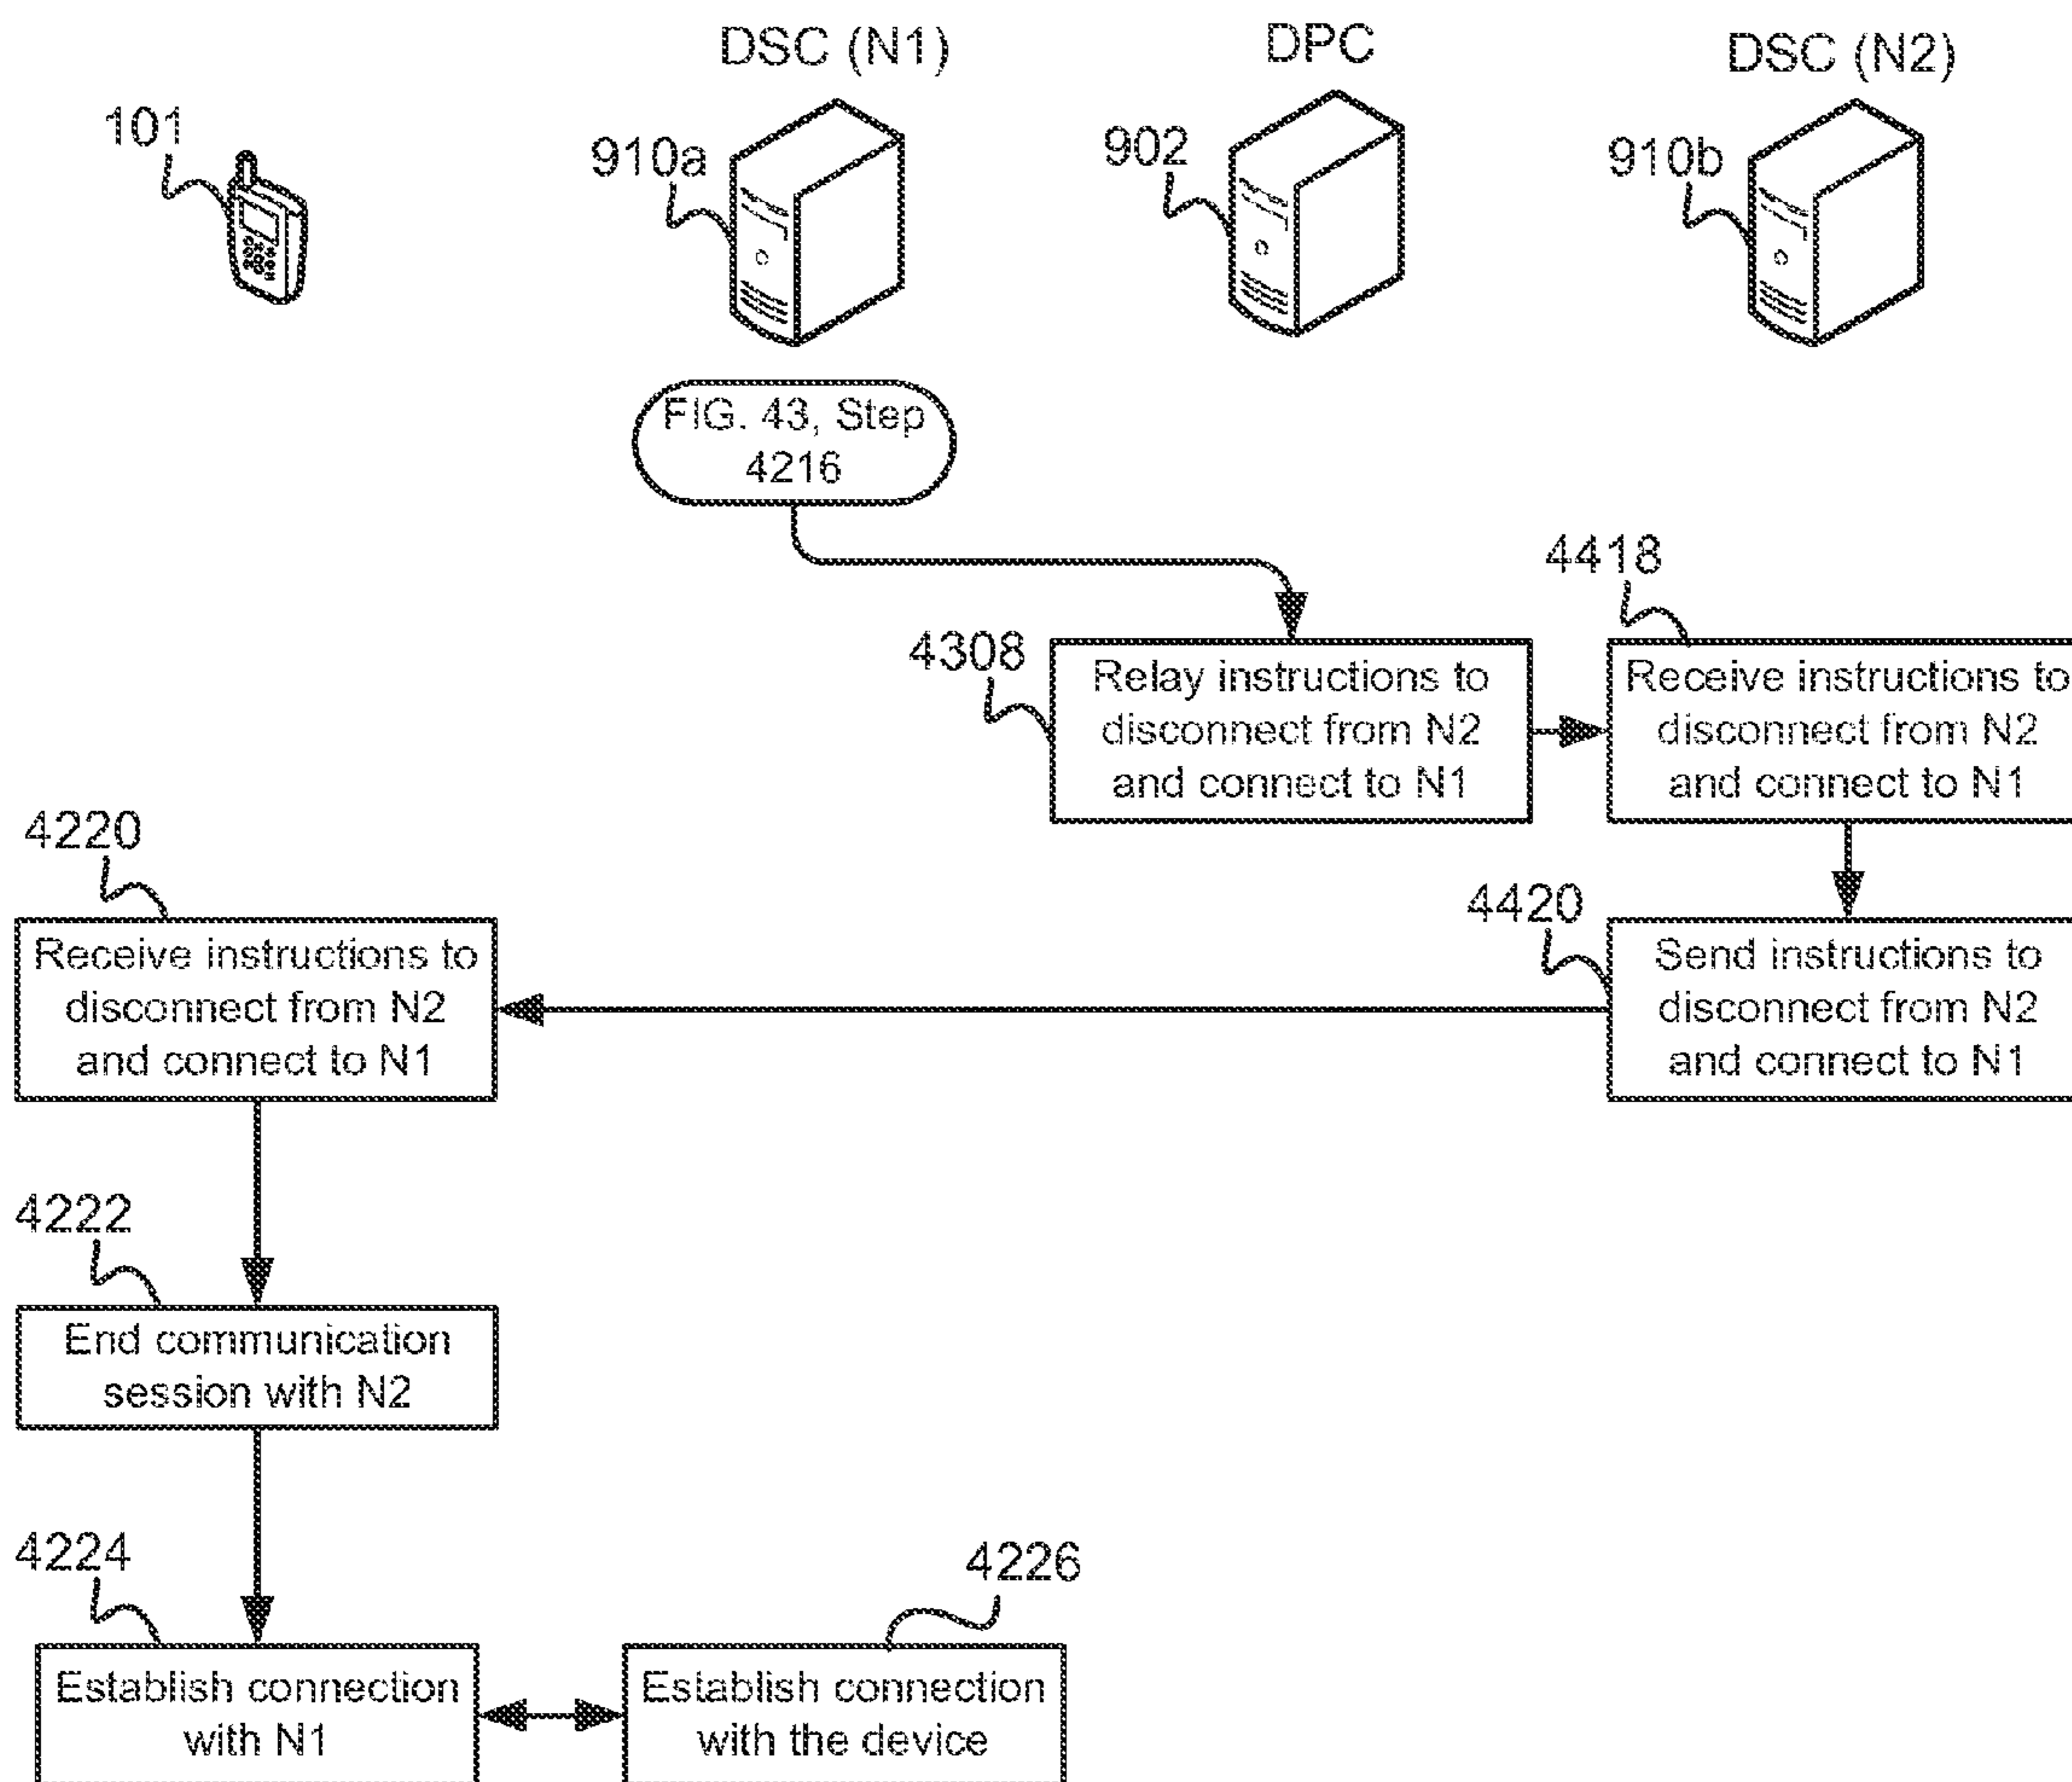 DSC (N1)
DPC
DSC (N2)
101
910a
902
910b
FIG. 43, Step
4216
4418
4308
Relay instructions to
disconnect from N2
and connect to N1
Receive instructions to
disconnect from N2
and connect to N1
4220
4420
Receive instructions to
disconnect from N2
and connect to N1
Send instructions to
disconnect from N2
and connect to N1
4222
End communication
session with N2
4224
4226
Establish connection
with N1
Establish connection
with the device